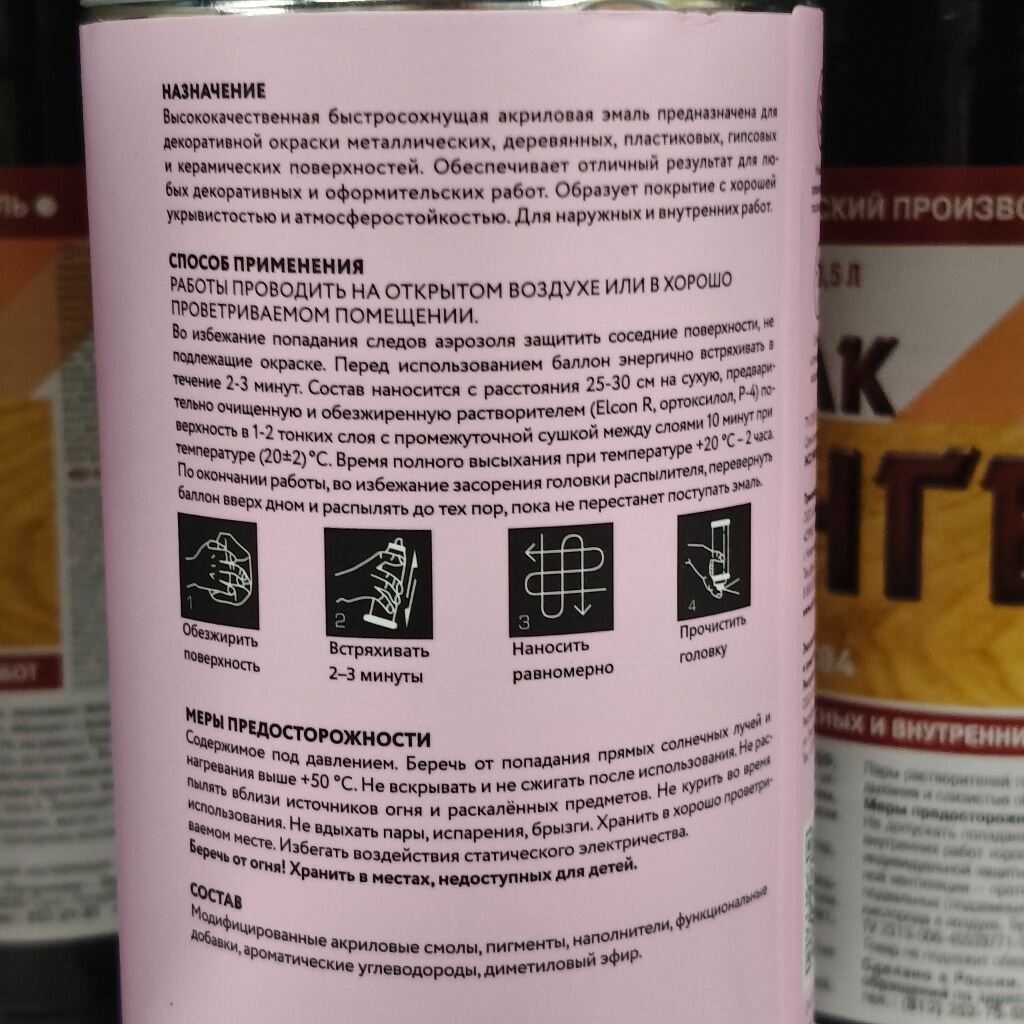 НАЗНАЧЕНИЕ
Высококачественная быстросохнущая акриловая эмаль предназначена для
декоративной окраски металлических, деревянных, пластиковых, гипсовых
и керамических поверхностей. Обеспечивает отличный результат для лю-
бых декоративных и оформительских работ. Образует покрытие с хорошей
укрывистостью и атмосферостойкостью. Для наружных и внутренних работ.
СПОСОБ ПРИМЕНЕНИЯ
РАБОТЫ ПРОВОДИТЬ НА ОТКРЫТОМ ВОЗДУХЕ ИЛИ В ХОРОШО
ПРОВЕТРИВАЕМОМ ПОМЕЩЕНИИ.
Во избежание попадания следов аэрозоля защитить соседние поверхности, не
подлежащие окраске. Перед использованием баллон энергично встряхивать в
течение 2-3 минут. Состав наносится с расстояния 25-30 см на сухую, предвари-
тельно очищенную и обезжиренную растворителем (Elcon R, ортоксилол, Р-4) по-
верхность в 1-2 тонких слоя с промежуточной сушкой между слоями 10 минут при
температуре (20±2) °С. Время полного высыхания при температуре +20 °С – 2 часа.
По окончании работы, во избежание засорения головки распылителя, перевернуть
баллон вверх дном и распылять до тех пор, пока не перестанет поступать эмаль.
1
Обезжирить
поверхность
2
Встряхивать
2–3 минуты
3
Наносить
равномерно
4
Прочистить
головку
МЕРЫ ПРЕДОСТОРОЖНОСТИ
Содержимое под давлением. Беречь от попадания прямых солнечных лучей и
нагревания выше +50 °С. Не вскрывать и не сжигать после использования. Не рас-
пылять вблизи источников огня и раскалённых предметов. Не курить во время
использования. Не вдыхать пары, испарения, брызги. Хранить в хорошо проветри-
ваемом месте. Избегать воздействия статического электричества.
Беречь от огня! Хранить в местах, недоступных для детей.
СОСТАВ
Модифицированные акриловые смолы, пигменты, наполнители, функциональные
добавки, ароматические углеводороды, диметиловый эфир.